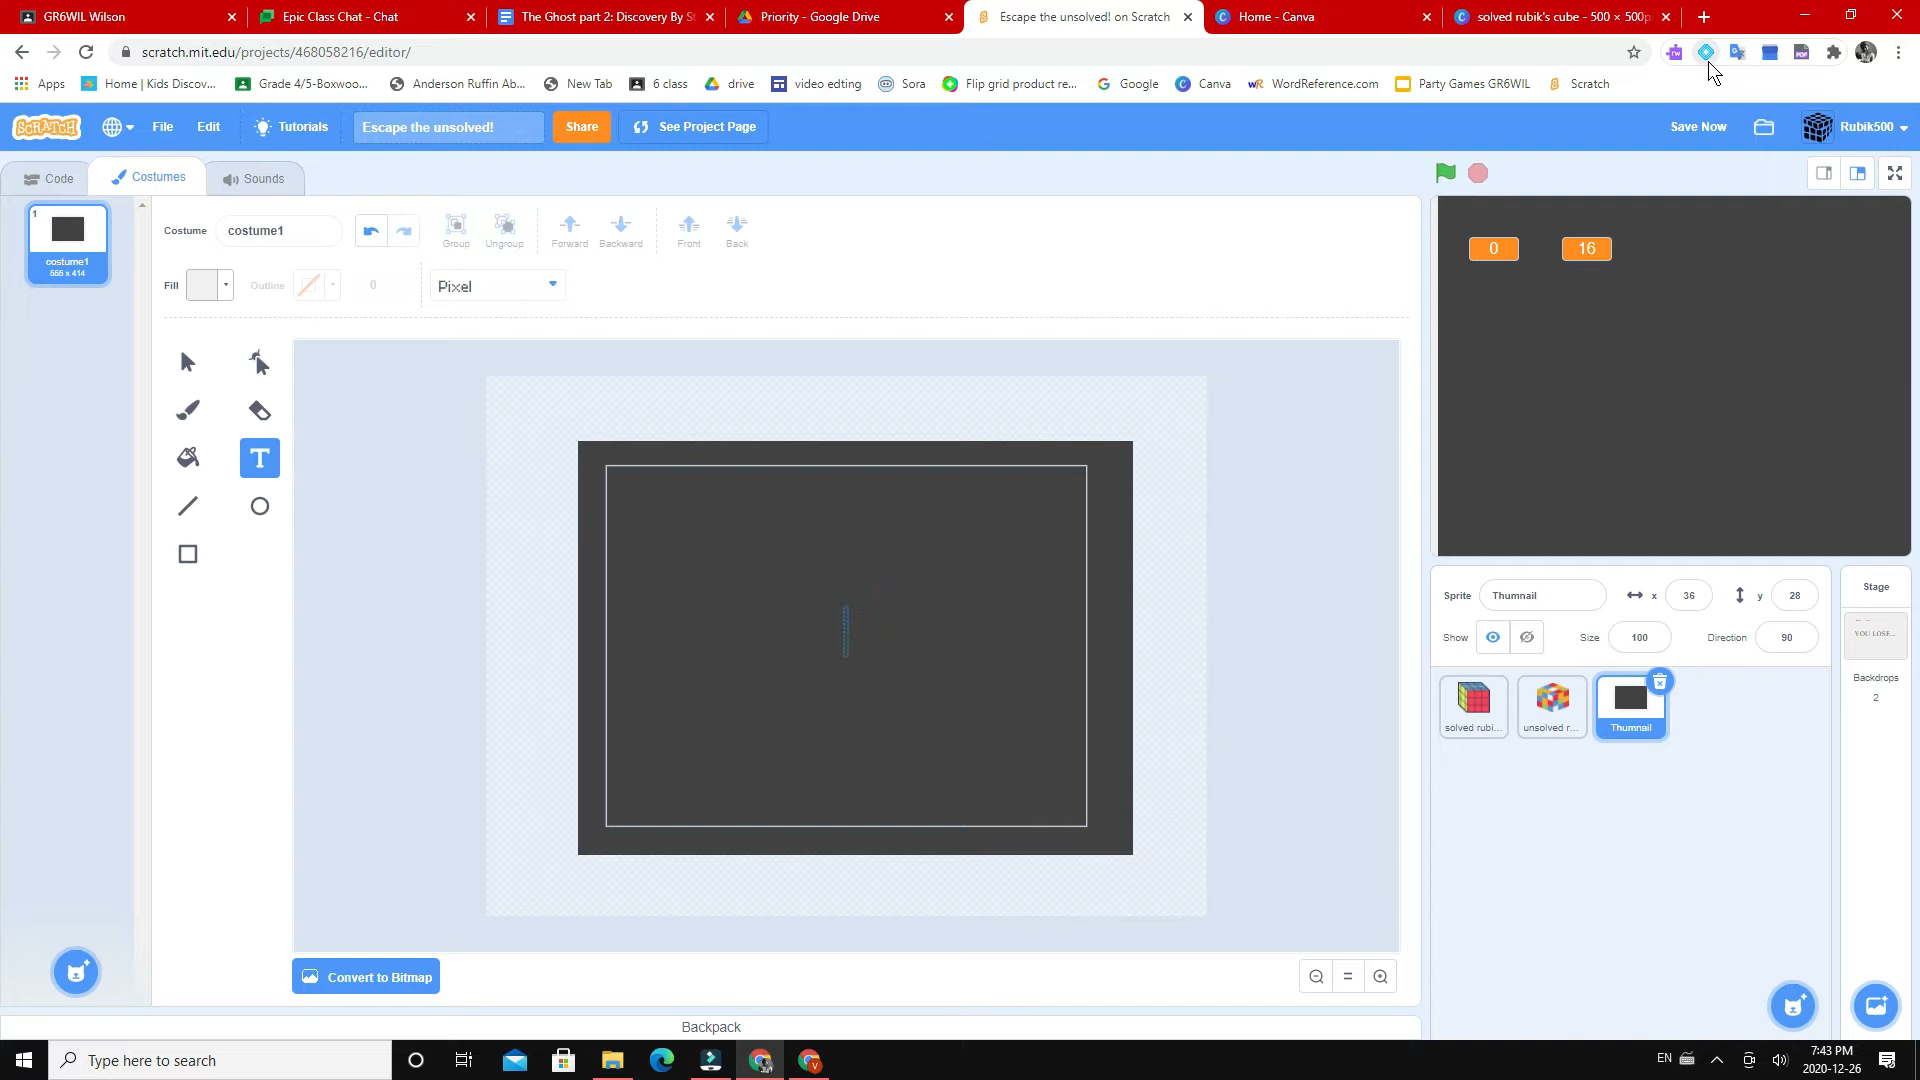 GR6WIL Wilson
Epic Class Chat - Chat
The Ghost part 2: Discovery By S
Priority - Google Drive
Escape the unsolved! on Scratch
Home - Canva
solved rubik's cube - 500 × 500p
scratch.mit.edu/projects/468058216/editor/
Apps
Home | Kids Discov...
Grade 4/5-Boxwoo...
Anderson Ruffin Ab...
New Tab
6 class
drive
video edting
Sora
Flip grid product re...
Google
Canva
WordReference.com
Party Games GR6WIL
Scratch
SCRATCH
File
Edit
Tutorials
Escape the unsolved!
Share
See Project Page
Save Now
Rubik500
Code
Costumes
Sounds
1
costume1
555 x 414
Costume
costume1
Group
Ungroup
Forward
Backward
Front
Back
Fill
Outline
0
Pixel
T
0
16
Sprite
Thumnail
x
36
y
28
Show
Size
100
Direction
90
solved rubi...
unsolved r...
Thumnail
Stage
YOU LOSE...
Backdrops
2
Convert to Bitmap
Backpack
Type here to search
EN
7:43 PM
2020-12-26